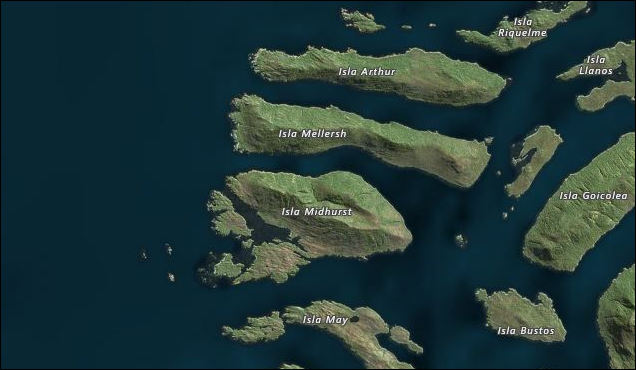 Isla
Riquelme
Isla
Llanos
Isla Arthur
Isla Mellersh
Isla Goicolea
Isla Midhurst
Isla May
Isla Bustos